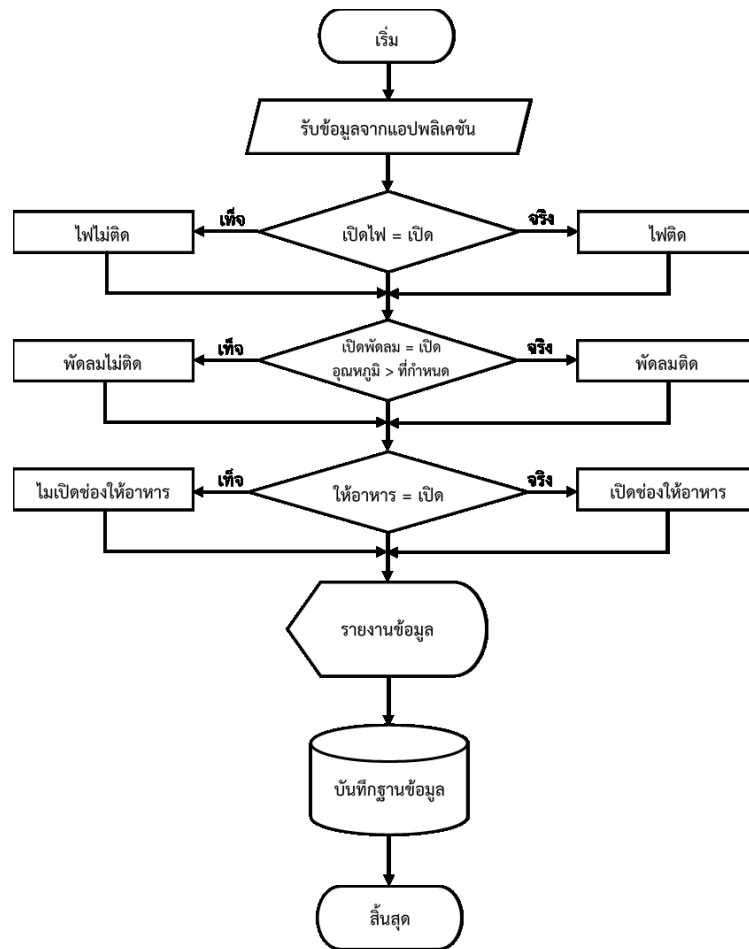 เริ่ม
รับข้อมูลจากแอปพลิเคชัน
เท็จ
จริง
ไฟไม่ติด
เปิดไฟ = เปิด
ไฟติด
เท็จ
จริง
พัดลมไม่ติด
เปิดพัดลม = เปิด
อุณหภูมิ > ที่กำหนด
พัดลมติด
เท็จ
จริง
ไมเปิดช่องให้อาหาร
ให้อาหาร = เปิด
เปิดช่องให้อาหาร
รายงานข้อมูล
บันทึกฐานข้อมูล
สิ้นสุด